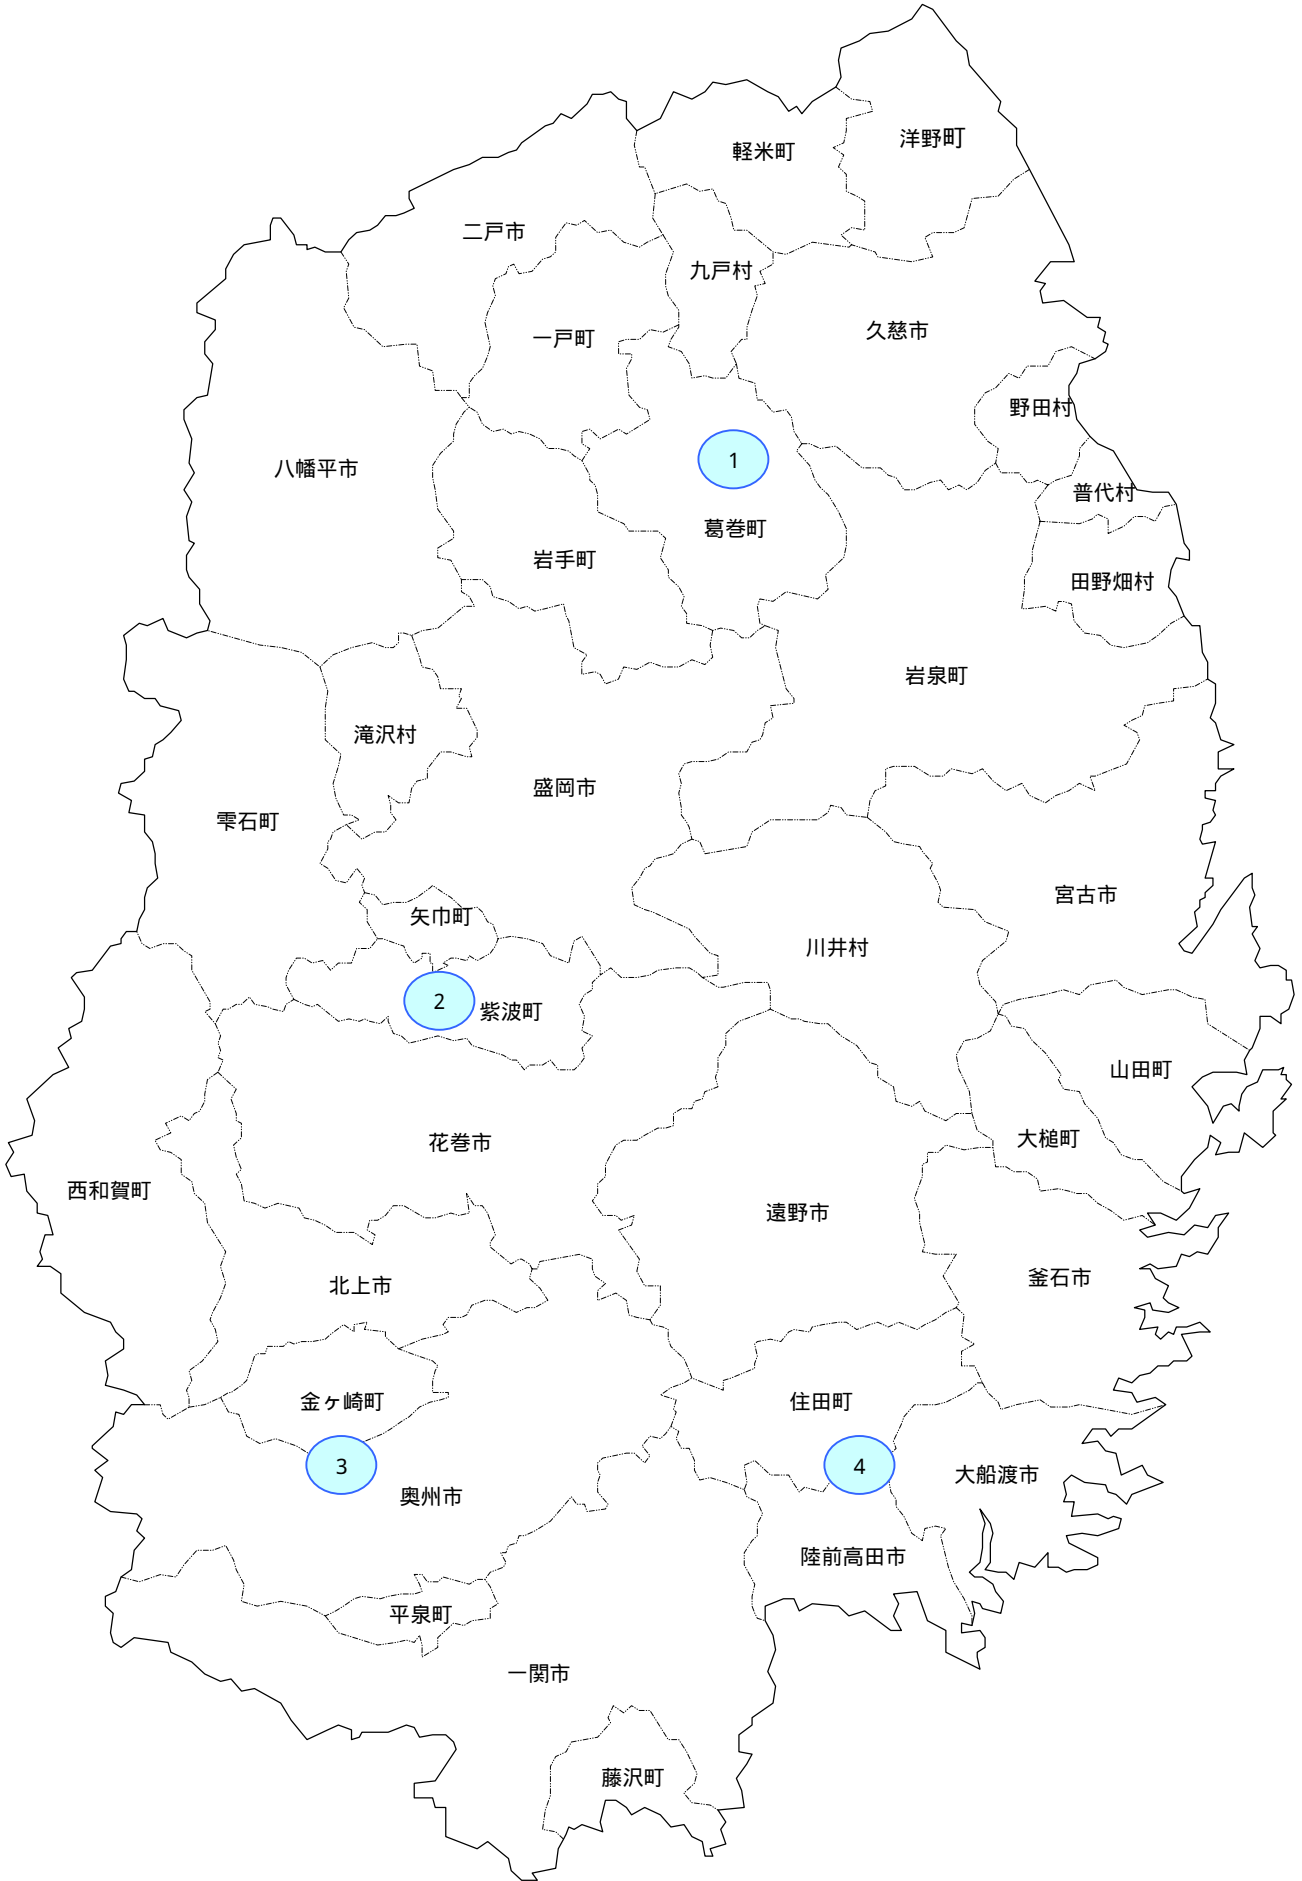 洋野町
軽米町
二戸市
九戸村
久慈市
一戸町
野田村
八幡平市
1
普代村
葛巻町
岩手町
田野畑村
岩泉町
滝沢村
盛岡市
雫石町
宮古市
矢巾町
川井村
2
紫波町
山田町
大槌町
花巻市
西和賀町
遠野市
釜石市
北上市
金ヶ崎町
住田町
3
4
大船渡市
奥州市
陸前高田市
平泉町
一関市
藤沢町